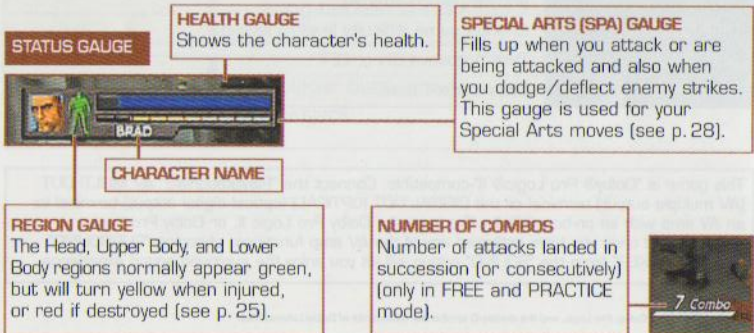 STATUS GAUGE
HEALTH GAUGE
Shows the character's health.
SPECIAL ARTS (SPA) GAUGE
Fills up when you attack or are
being attacked and also when
you dodge/deflect enemy strikes.
This gauge is used for your
Special Arts moves (see p. 28).
BRAD
CHARACTER NAME
REGION GAUGE
The Head, Upper Body, and Lower
Body regions normally appear green,
but will turn yellow when injured,
or red if destroyed (see p. 25).
NUMBER OF COMBOS
Number of attacks landed in
succession (or consecutively)
(only in FREE and PRACTICE
mode).
7 Combo